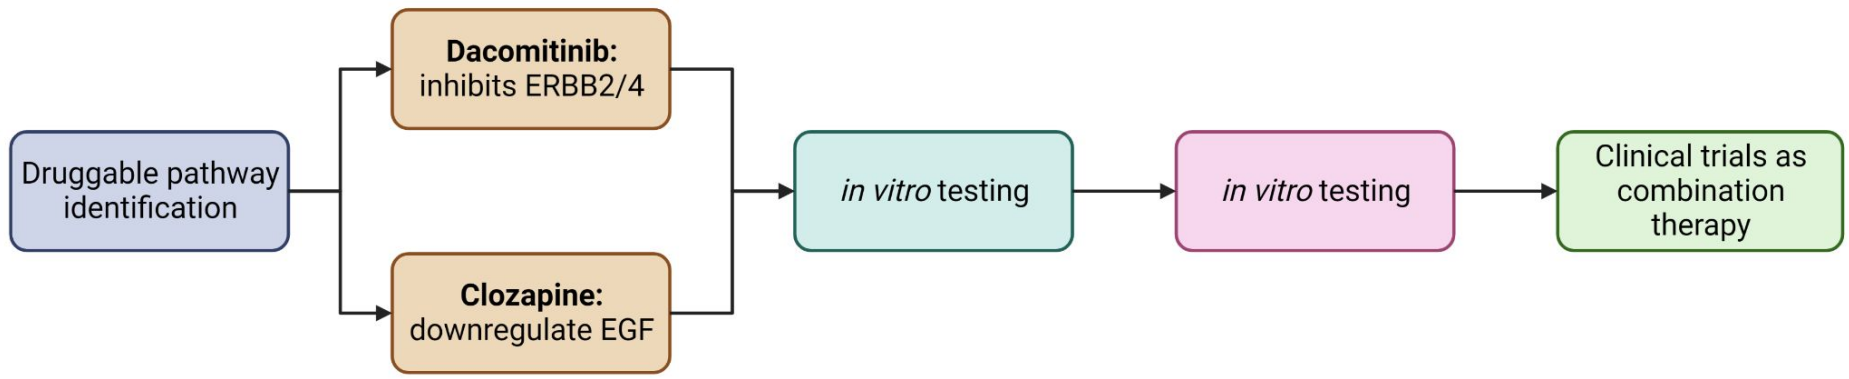 Druggable pathway
identification
Dacomitinib:
inhibits ERBB2/4
Clozapine:
downregulate EGF
in vitro testing
in vitro testing
Clinical trials as
combination
therapy